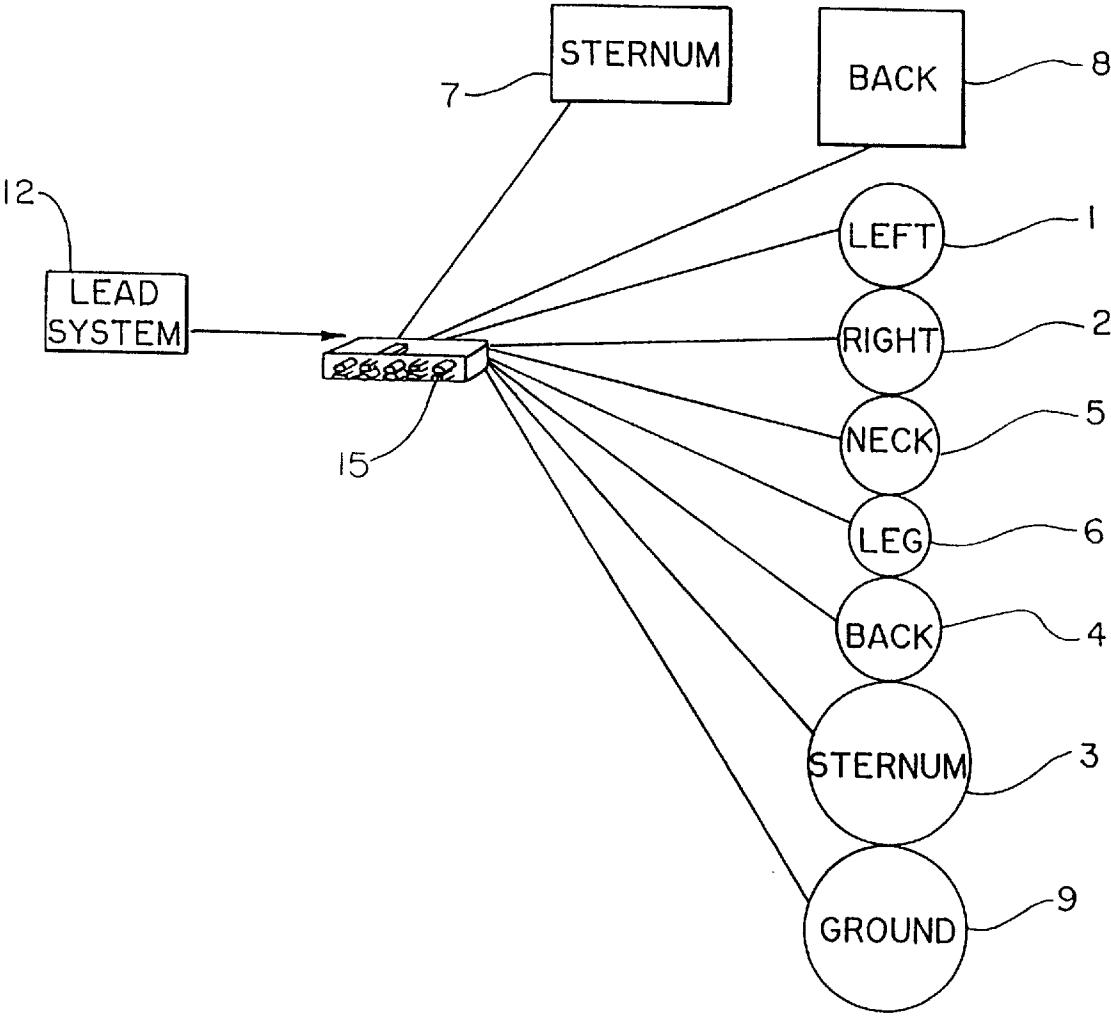 STERNUM
7
BACK
8
12
LEAD
SYSTEM
LEFT
1
RIGHT
2
NECK
5
15
LEG
6
BACK
4
STERNUM
3
GROUND
9